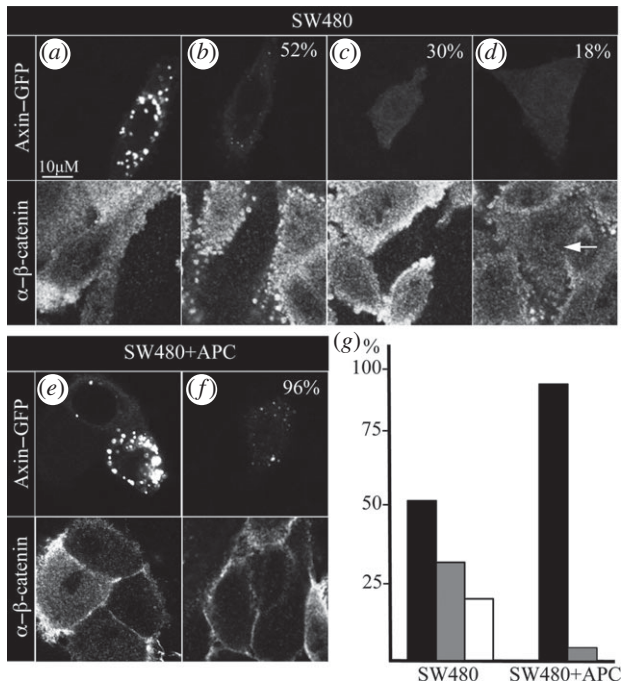 SW480
(a) (b) 52% (c) 30% (d) 18%
Axin–GFP
10μM
α–β-catenin
SW480+APC
(e) (f) 96%
Axin–GFP
α–β-catenin
(g) %
100
75
50
25
SW480 SW480+APC